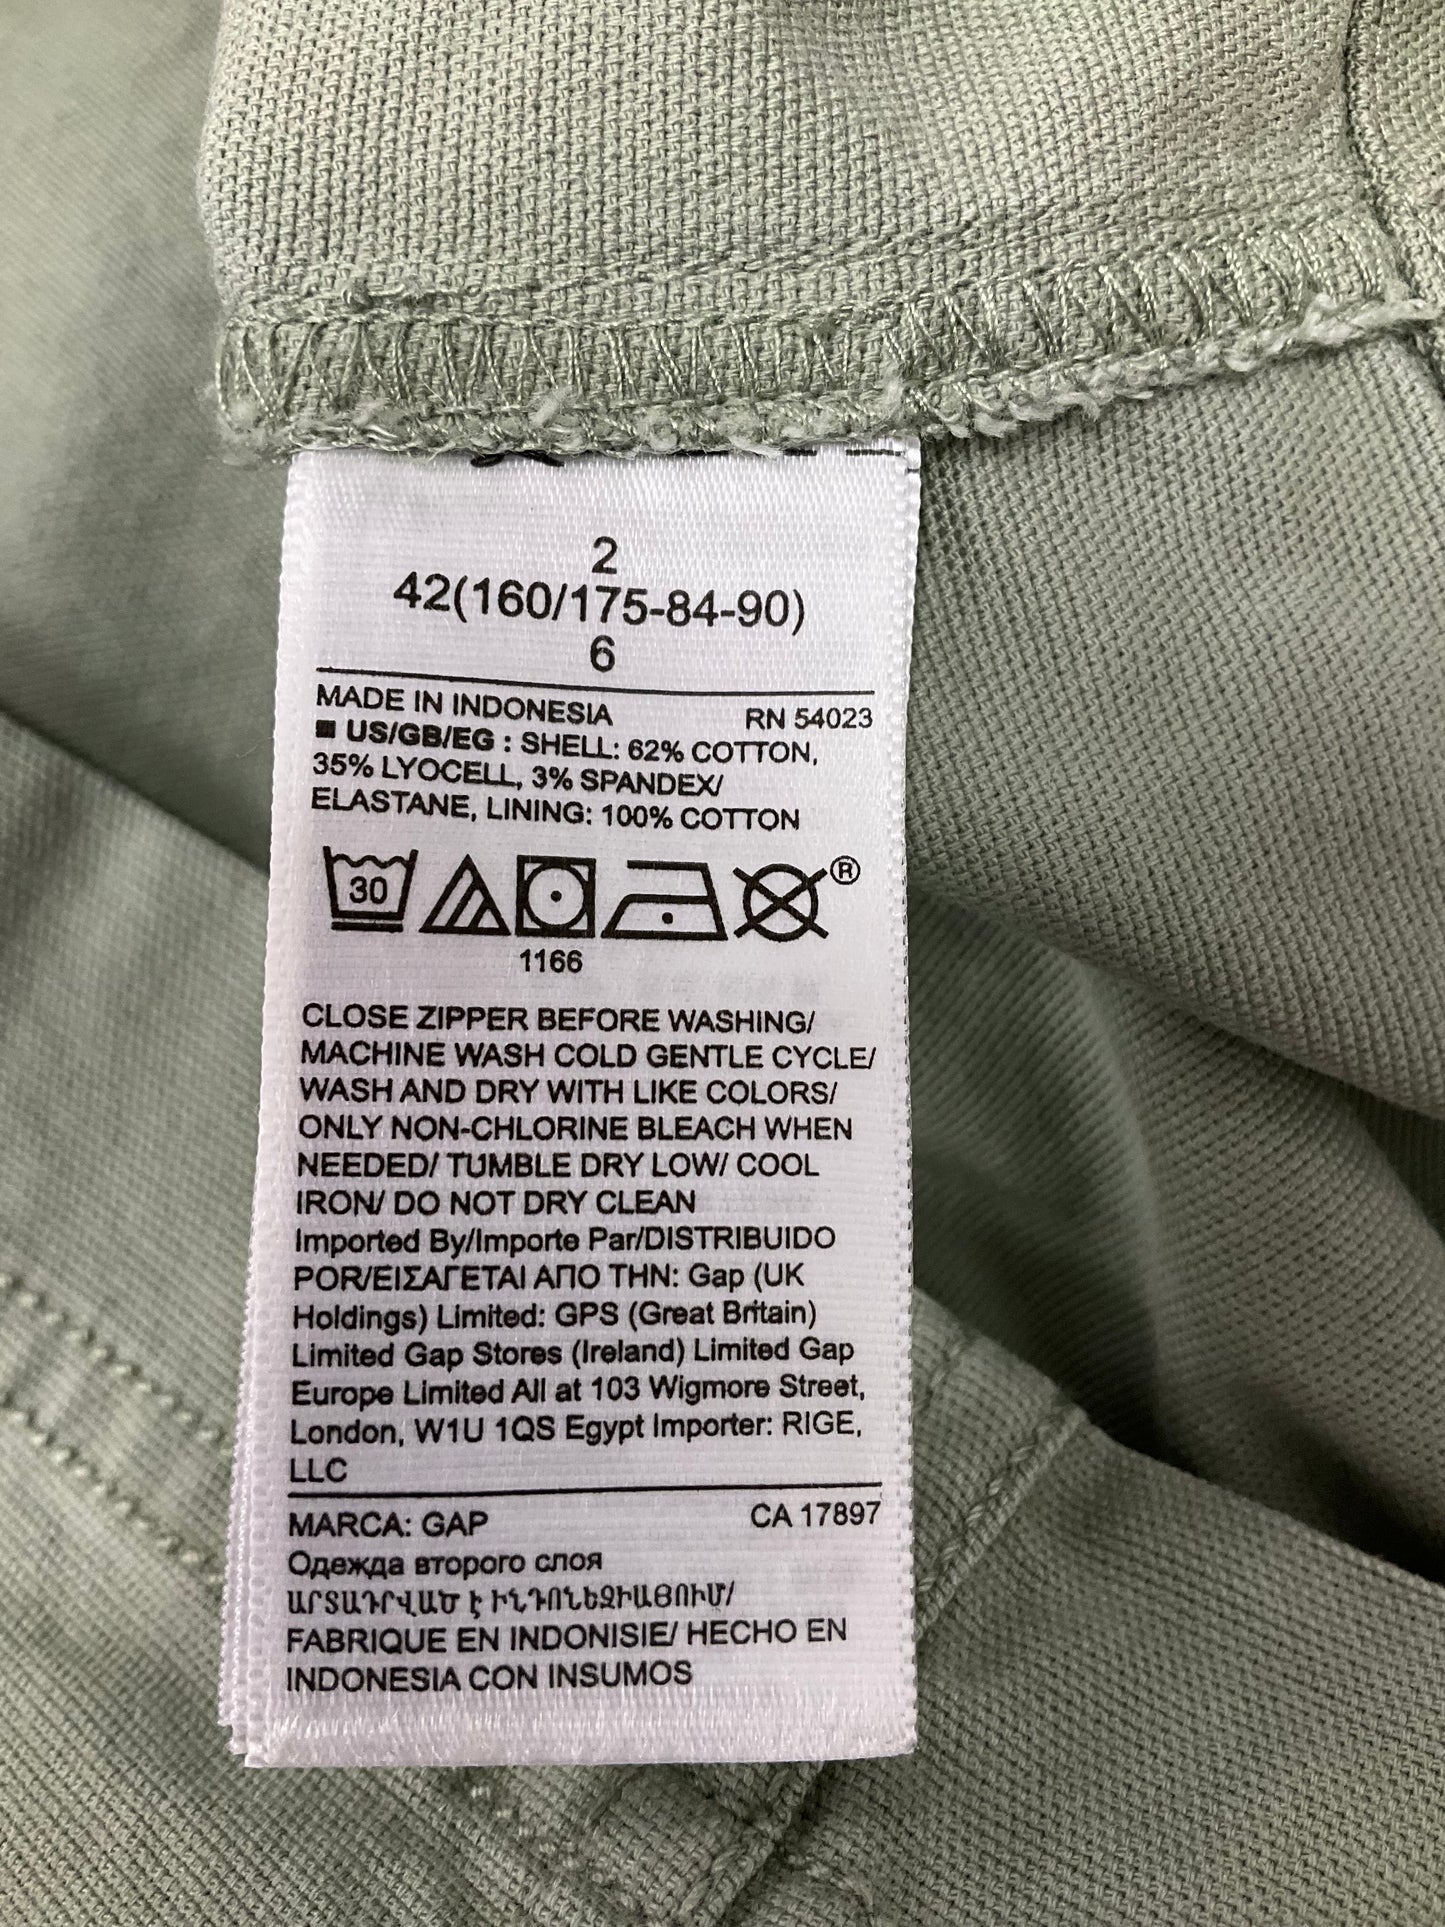 2
42(160/175-84-90)
6
MADE IN INDONESIA RN 54023
■ US/GB/EG : SHELL: 62% COTTON,
35% LYOCELL, 3% SPANDEX/
ELASTANE, LINING: 100% COTTON
30
®
1166
CLOSE ZIPPER BEFORE WASHING/
MACHINE WASH COLD GENTLE CYCLE/
WASH AND DRY WITH LIKE COLORS/
ONLY NON-CHLORINE BLEACH WHEN
NEEDED/ TUMBLE DRY LOW/ COOL
IRON/ DO NOT DRY CLEAN
Imported By/Importe Par/DISTRIBUIDO
POR/ΕΙΣΑΓΕΤΑΙ ΑΠΟ ΤΗΝ: Gap (UK
Holdings) Limited: GPS (Great Britain)
Limited Gap Stores (Ireland) Limited Gap
Europe Limited All at 103 Wigmore Street,
London, W1U 1QS Egypt Importer: RIGE,
LLC
MARCA: GAP CA 17897
Одежда второго слоя
ԱՐՏԱԴՐՎԱԾ է ԻՆԴՈՆԵԶԻԱՅՈՒՄ/
FABRIQUE EN INDONISIE/ HECHO EN
INDONESIA CON INSUMOS